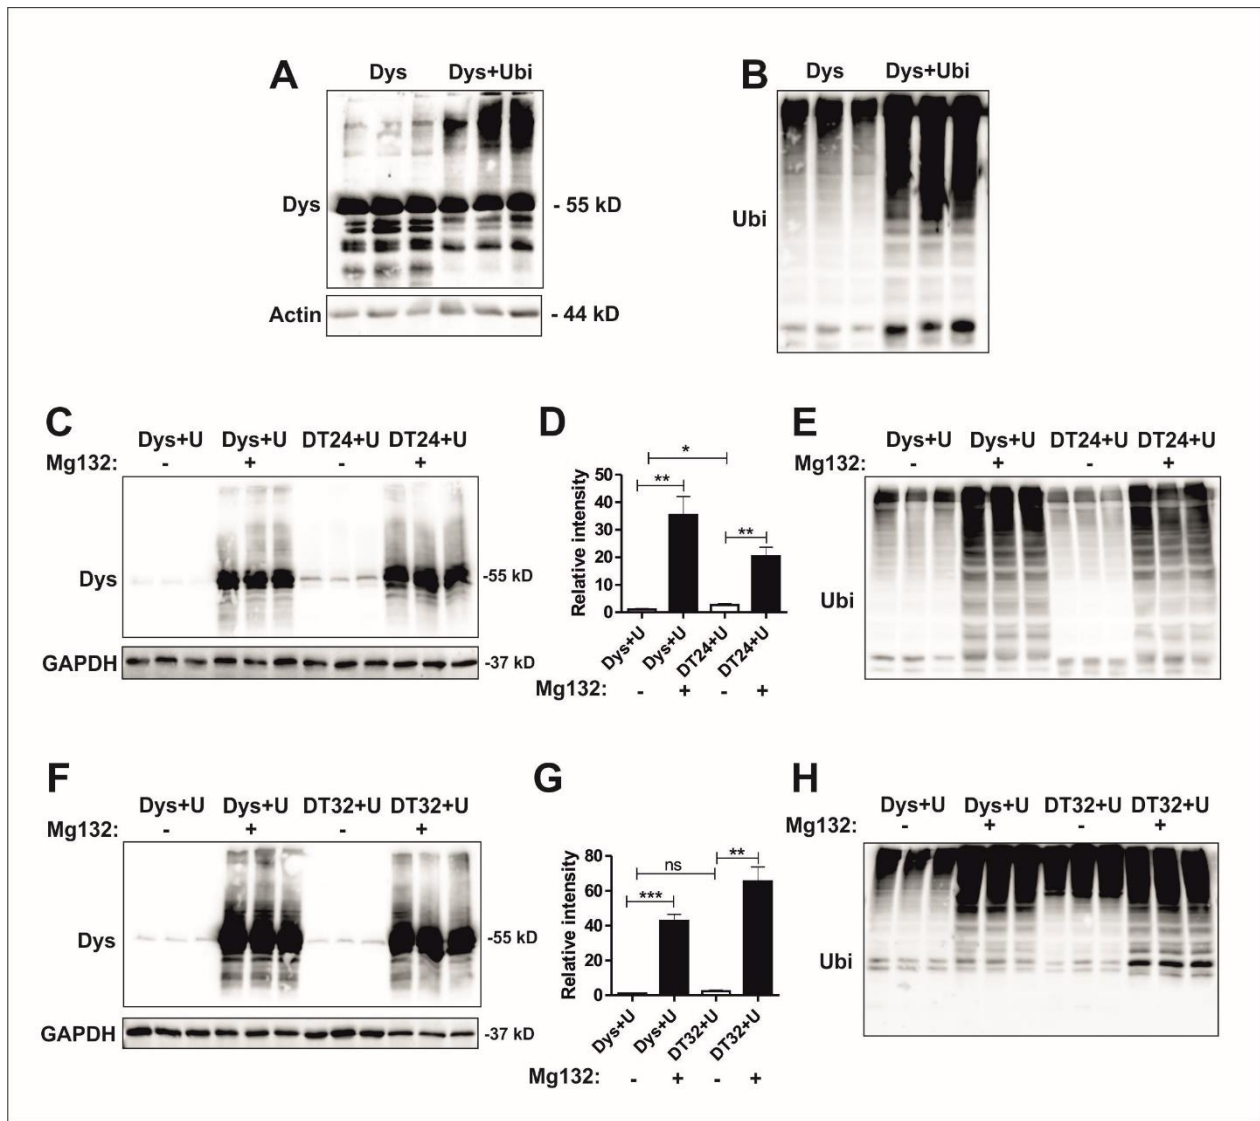 A
Dys Dys+Ubi
Dys
- 55 kD
Actin
- 44 kD
B
Dys Dys+Ubi
Ubi
C
Dys+U Dys+U DT24+U DT24+U
Mg132: - + - +
Dys
-55 kD
GAPDH
-37 kD
D
Relative intensity
50
40
30
20
10
0
*
**
**
Dys+U Dys+U DT24+U DT24+U
Mg132: - + - +
E
Dys+U Dys+U DT24+U DT24+U
Mg132: - + - +
Ubi
F
Dys+U Dys+U DT32+U DT32+U
Mg132: - + - +
Dys
-55 kD
GAPDH
-37 kD
G
Relative intensity
80
60
40
20
0
ns
**
***
Dys+U Dys+U DT32+U DT32+U
Mg132: - + - +
H
Dys+U Dys+U DT32+U DT32+U
Mg132: - + - +
Ubi